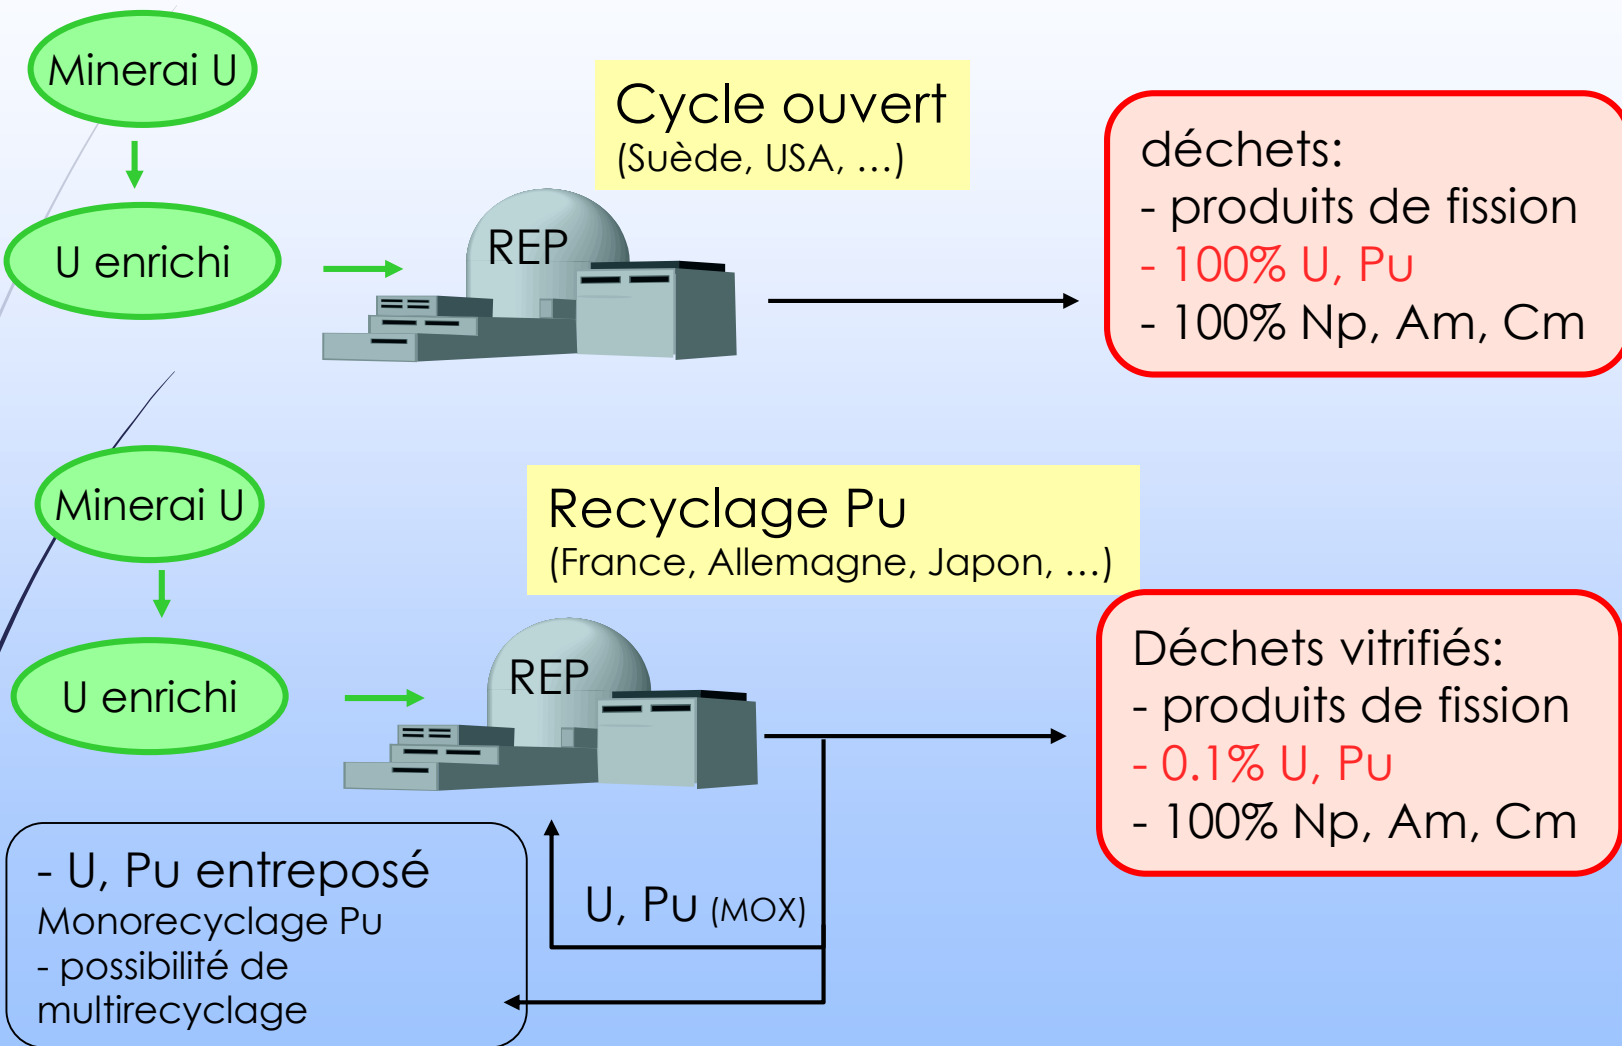 Minerai U
Cycle ouvert
(Suède, USA, ...)
U enrichi
REP
déchets:
- produits de fission
- 100% U, Pu
- 100% Np, Am, Cm
Minerai U
Recyclage Pu
(France, Allemagne, Japon, ...)
U enrichi
REP
Déchets vitrifiés:
- produits de fission
- 0.1% U, Pu
- 100% Np, Am, Cm
- U, Pu entreposé
Monorecyclage Pu
- possibilité de
multirecyclage
U, Pu (MOX)